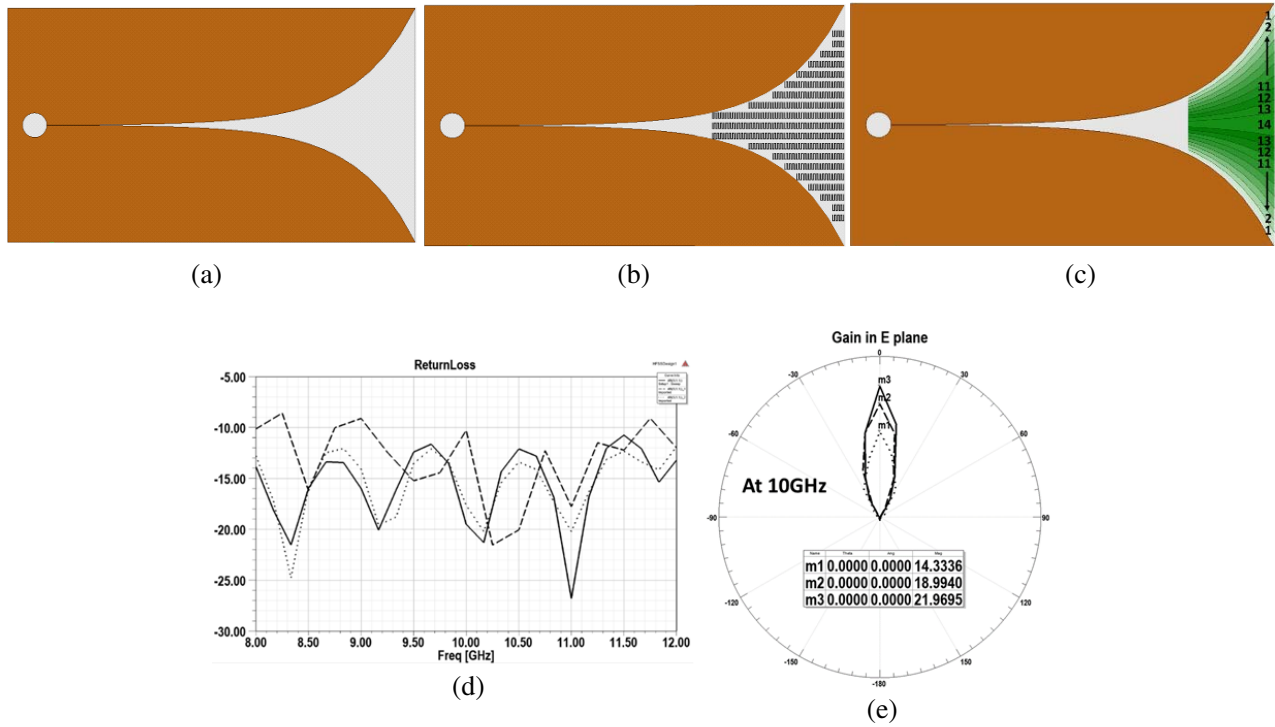 1
2
11
12
13
14
13
12
11
2
1
(a)
(b)
(c)
ReturnLoss
-5.00
-10.00
-15.00
-20.00
-25.00
-30.00
8.00 8.50 9.00 9.50 10.00 10.50 11.00 11.50 12.00
Freq [GHz]
(d)
Gain in E plane
0
-30 30
m3
m2
m1
-60 60
At 10GHz
-90 90
Name Theta Ang Mag
m1 0.0000 0.0000 14.3336
m2 0.0000 0.0000 18.9940
m3 0.0000 0.0000 21.9695
-120 120
-150 150
-180
(e)